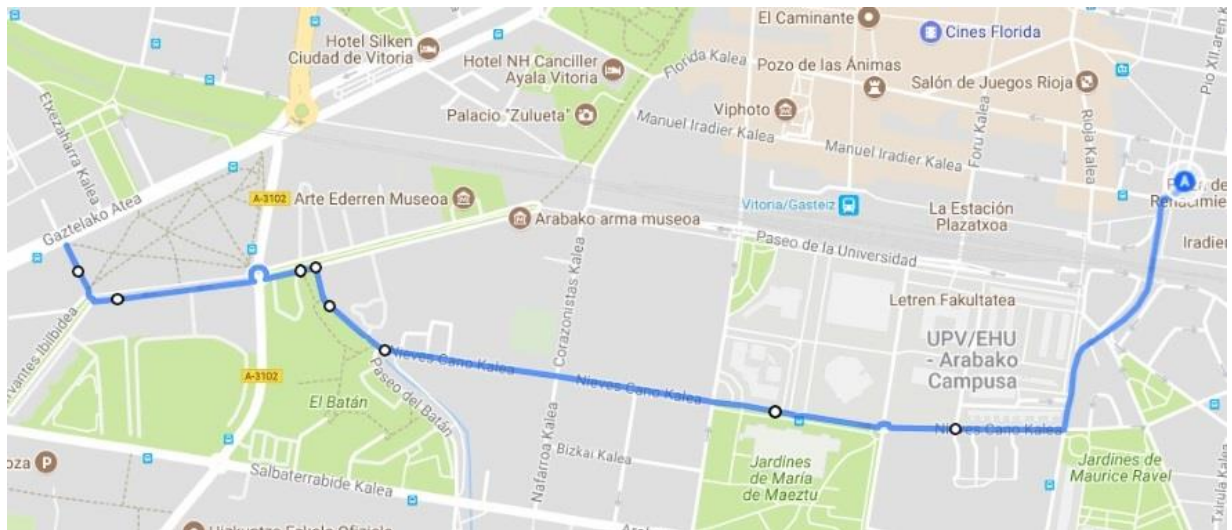 El Caminante
Cines Florida
Hotel Silken
Ciudad de Vitoria
Hotel NH Canciller
Ayala Vitoria
Florida Kalea
Pozo de las Ánimas
Salón de Juegos Rioja
Pio XII.aren
Etxezaharra Kalea
Palacio "Zulueta"
Viphoto
Manuel Iradier Kalea
Manuel Iradier Kalea
Foru Kalea
Rioja Kalea
A
A-3102
Arte Ederren Museoa
Arabako arma museoa
Vitoria/Gasteiz
La Estación
Plazatxoa
Gaztelako Atea
Paseo de la Universidad
Corazonistas Kalea
Letren Fakultatea
UPV/EHU
- Arabako
Campusa
Nieves Cano Kalea
Nieves Cano Kalea
Nieves Cano Kalea
A-3102
El Batán
Paseo del Batán
Nafarroa Kalea
Bizkai Kalea
Jardines
de María
de Maeztu
Jardines de
Maurice Ravel
P
Salbaterrabide Kalea